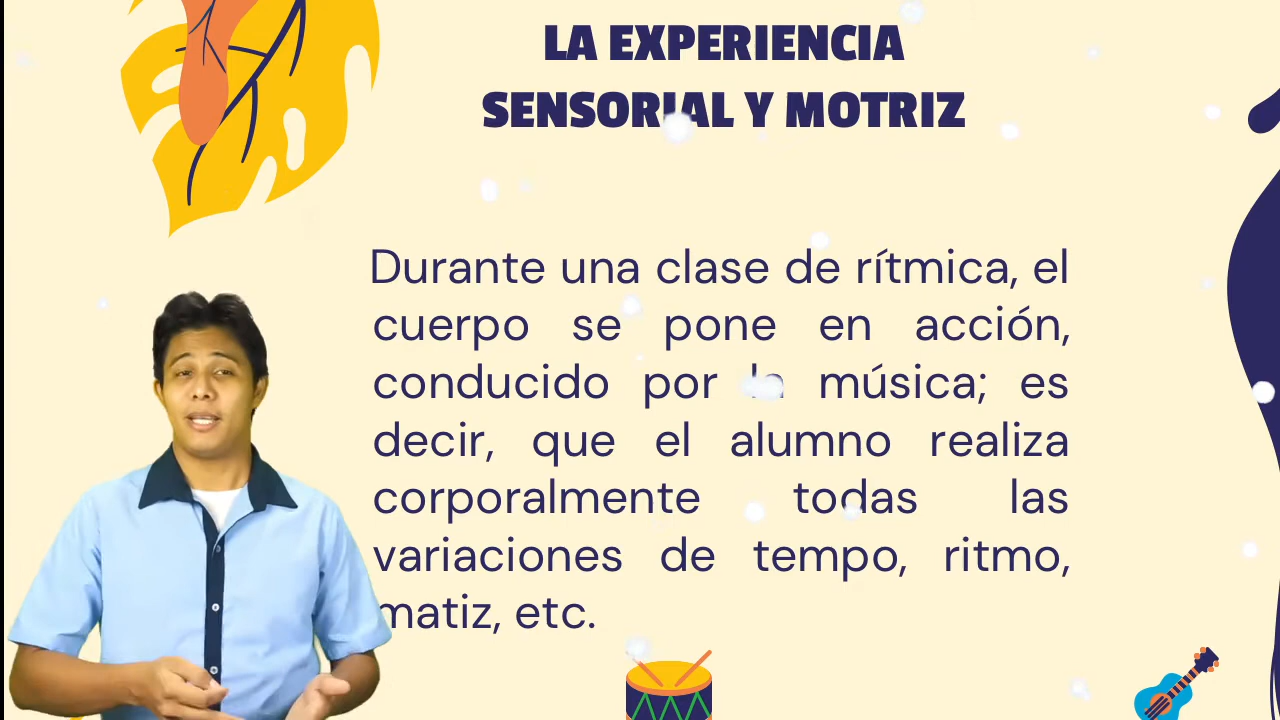 LA EXPERIENCIA
SENSORIAL Y MOTRIZ
Durante una clase de rítmica, el
cuerpo se pone en acción,
conducido por la música; es
decir, que el alumno realiza
corporalmente todas las
variaciones de tempo, ritmo,
matiz, etc.